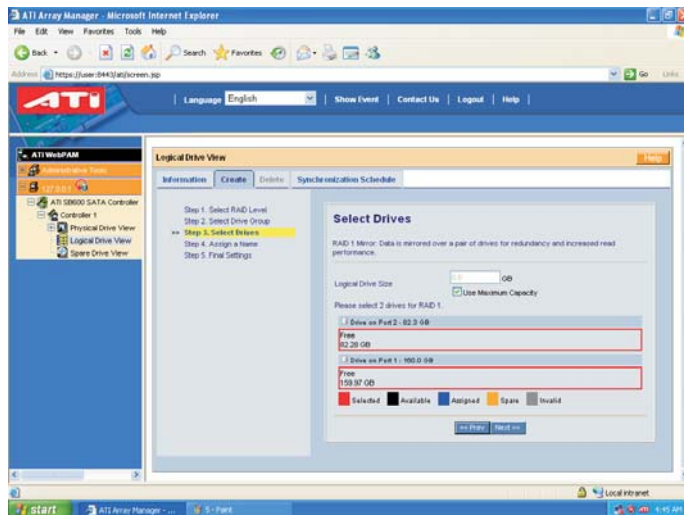 ATI Array Manager - Microsoft Internet Explorer
File Edit View Favorites Tools Help
Back Search Favorites
Address https://user:8443/ati/screen.jsp Go Links
ATI
Language English | Show Event | Contact Us | Logout | Help |
ATI WebPAM
Administrative Tools
127.0.0.1
ATI SB600 SATA Controller
Controller 1
Physical Drive View
Logical Drive View
Spare Drive View
Logical Drive View Help
Information Create Delete Synchronization Schedule
Step 1. Select RAID Level
Step 2. Select Drive Group
Step 3. Select Drives
Step 4. Assign a Name
Step 5. Final Settings
Select Drives
RAID 1 Mirror: Data is mirrored over a pair of drives for redundancy and increased read
performance.
Logical Drive Size GB
Use Maximum Capacity
Please select 2 drives for RAID 1.
Drive on Port 2 - 82.3 GB
Free
82.28 GB
Drive on Port 1 - 160.0 GB
Free
159.97 GB
Selected Available Assigned Spare Invalid
<< Prev Next >>
Local intranet
start ATI Array Manager - ... 5 - Paint 4:45 AM